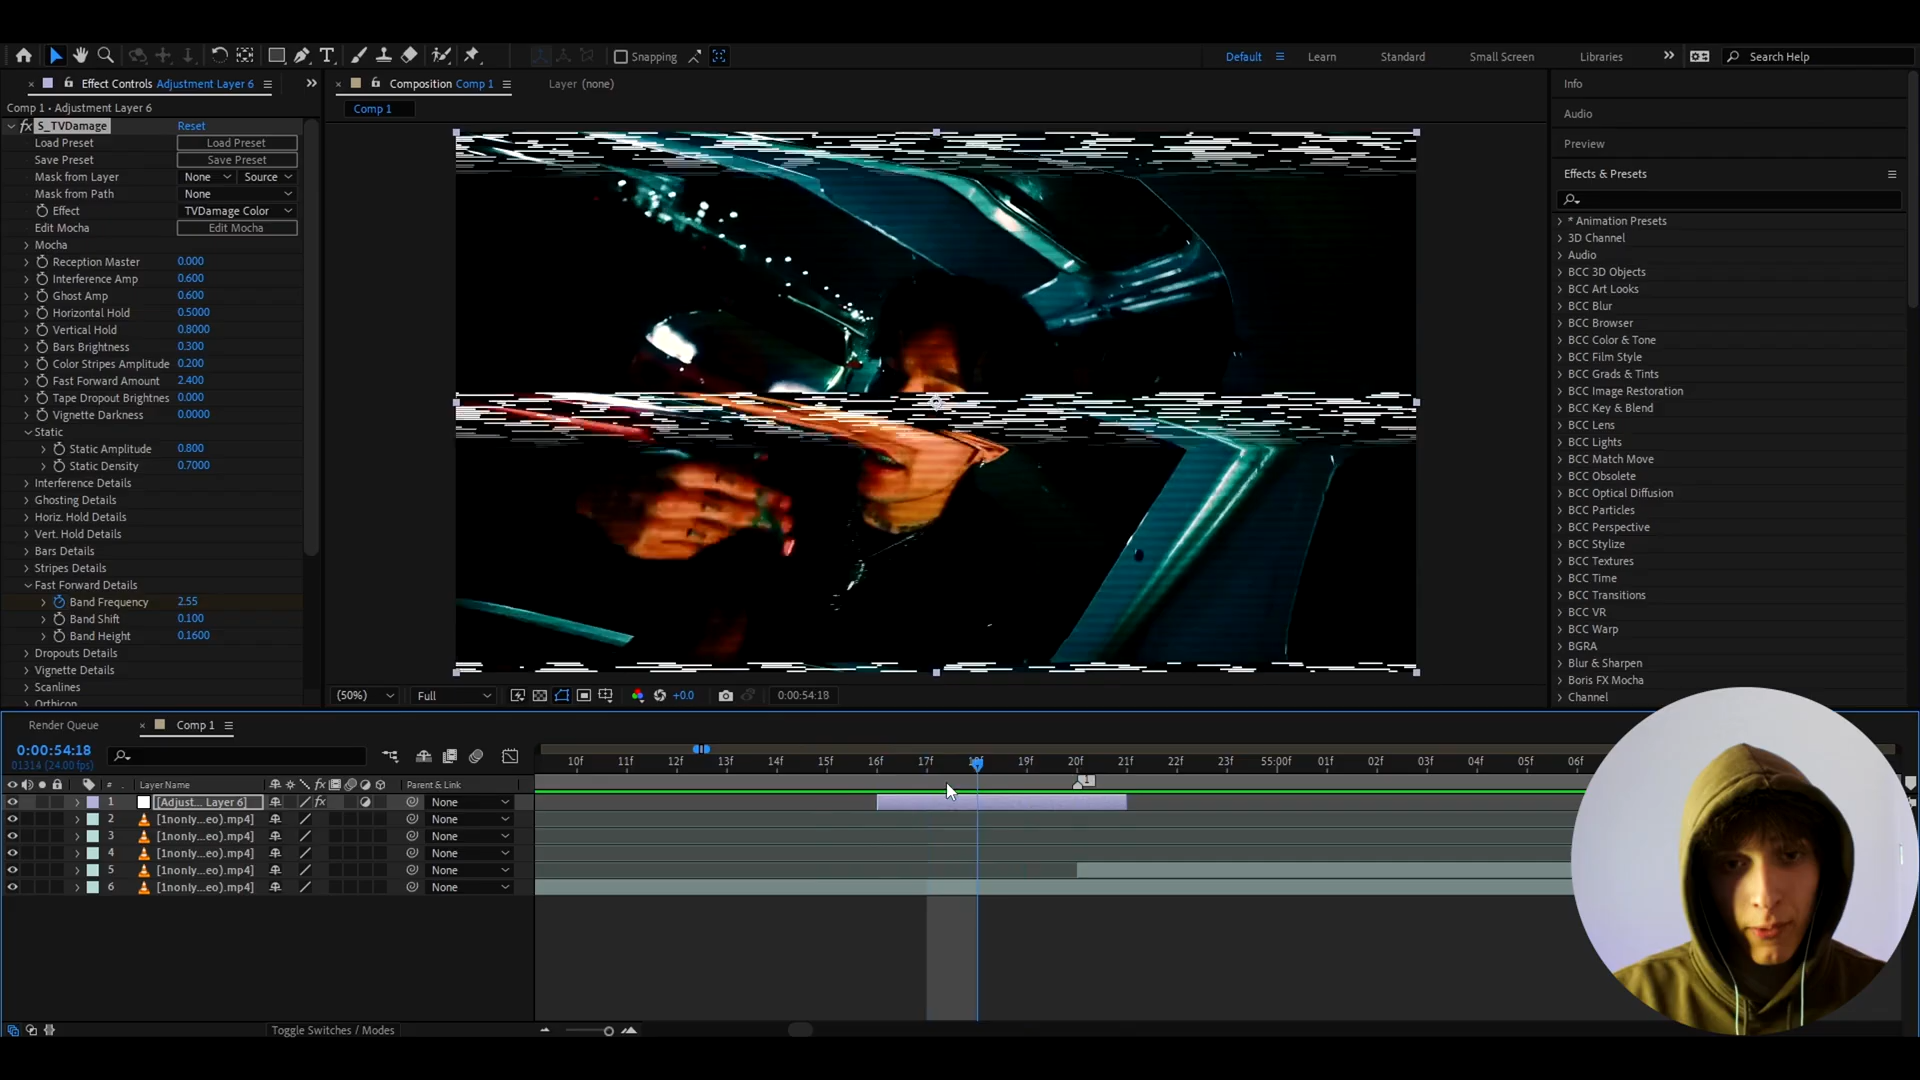 Snapping
Default
Learn
Standard
Small Screen
Libraries
Search Help
Effect Controls Adjustment Layer 6
Composition Comp 1
Layer (none)
Info
Comp 1 • Adjustment Layer 6
Comp 1
Audio
fx S_TVDamage Reset
Load Preset Load Preset
Preview
Save Preset Save Preset
Mask from Layer None Source
Effects & Presets
Mask from Path None
Effect TVDamage Color
Edit Mocha Edit Mocha
Mocha
Reception Master 0.000
Interference Amp 0.600
Ghost Amp 0.600
Horizontal Hold 0.5000
Vertical Hold 0.8000
Bars Brightness 0.300
Color Stripes Amplitude 0.200
Fast Forward Amount 2.400
Tape Dropout Brightnes 0.000
Vignette Darkness 0.0000
Static
Static Amplitude 0.800
Static Density 0.7000
Interference Details
Ghosting Details
Horiz. Hold Details
Vert. Hold Details
Bars Details
Stripes Details
Fast Forward Details
Band Frequency 2.55
Band Shift 0.100
Band Height 0.1600
Dropouts Details
Vignette Details
Scanlines
Orthicon
* Animation Presets
3D Channel
Audio
BCC 3D Objects
BCC Art Looks
BCC Blur
BCC Browser
BCC Color & Tone
BCC Film Style
BCC Grads & Tints
BCC Image Restoration
BCC Key & Blend
BCC Lens
BCC Lights
BCC Match Move
BCC Obsolete
BCC Optical Diffusion
BCC Particles
BCC Perspective
BCC Stylize
BCC Textures
BCC Time
BCC Transitions
BCC VR
BCC Warp
BGRA
Blur & Sharpen
Boris FX Mocha
Channel
(50%) Full +0.0 0:00:54:18
Render Queue
Comp 1
0:00:54:18
01314 (24.00 fps)
10f 11f 12f 13f 14f 15f 16f 17f 18f 19f 20f 21f 22f 23f 55:00f 01f 02f 03f 04f 05f 06f
# Layer Name fx Parent & Link
1 [Adjust... Layer 6] fx None
2 [1nonly...eo).mp4] None
3 [1nonly...eo).mp4] None
4 [1nonly...eo).mp4] None
5 [1nonly...eo).mp4] None
6 [1nonly...eo).mp4] None
1
Toggle Switches / Modes